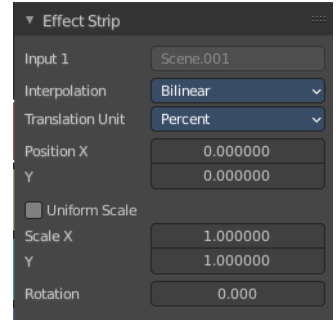 Effect Strip
Input 1 Scene.001
Interpolation Bilinear
Translation Unit Percent
Position X 0.000000
Y 0.000000
Uniform Scale
Scale X 1.000000
Y 1.000000
Rotation 0.000